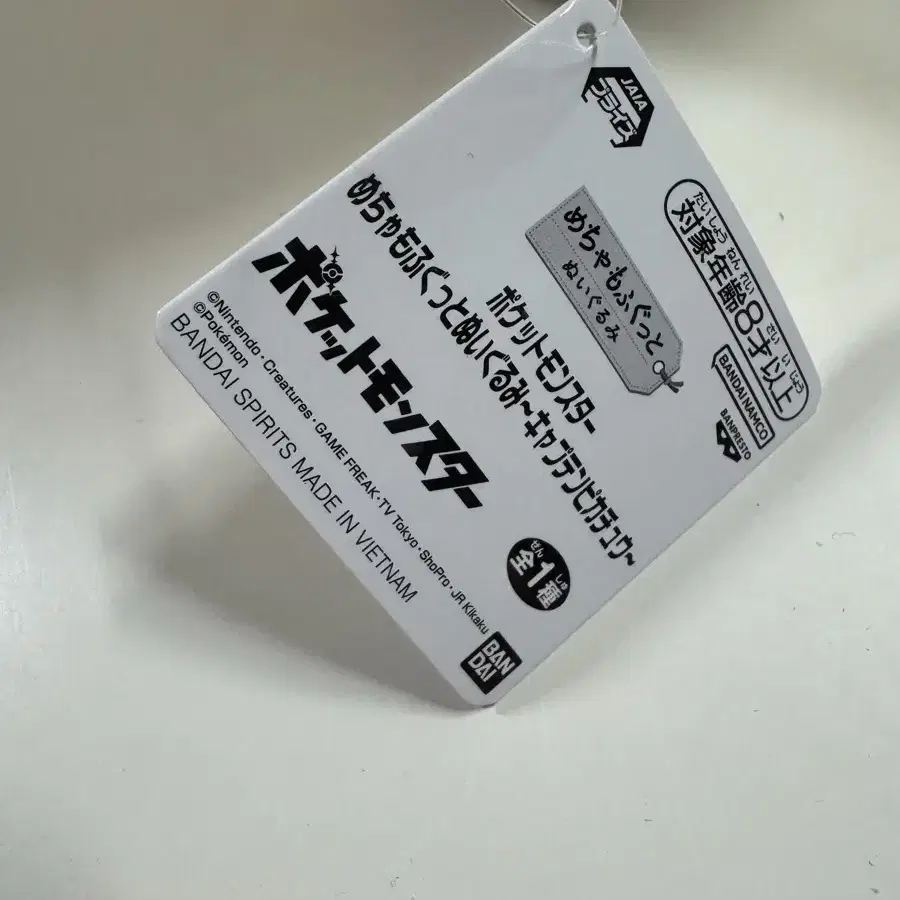 JAIA
プライズ
たいしょうねんれい さい いじょう
対象年齢8才以上
BANDAI NAMCO
BANPRESTO
めちゃもふぐっと
ぬいぐるみ
ポケットモンスター
めちゃもふぐっとぬいぐるみ~キャプテンピカチュウ~
ぜん しゅ
全1種
ポケットモンスター
©Nintendo・Creatures・GAME FREAK・TV Tokyo・ShoPro・JR Kikaku
©Pokémon
BANDAI SPIRITS MADE IN VIETNAM
BAN
DAI